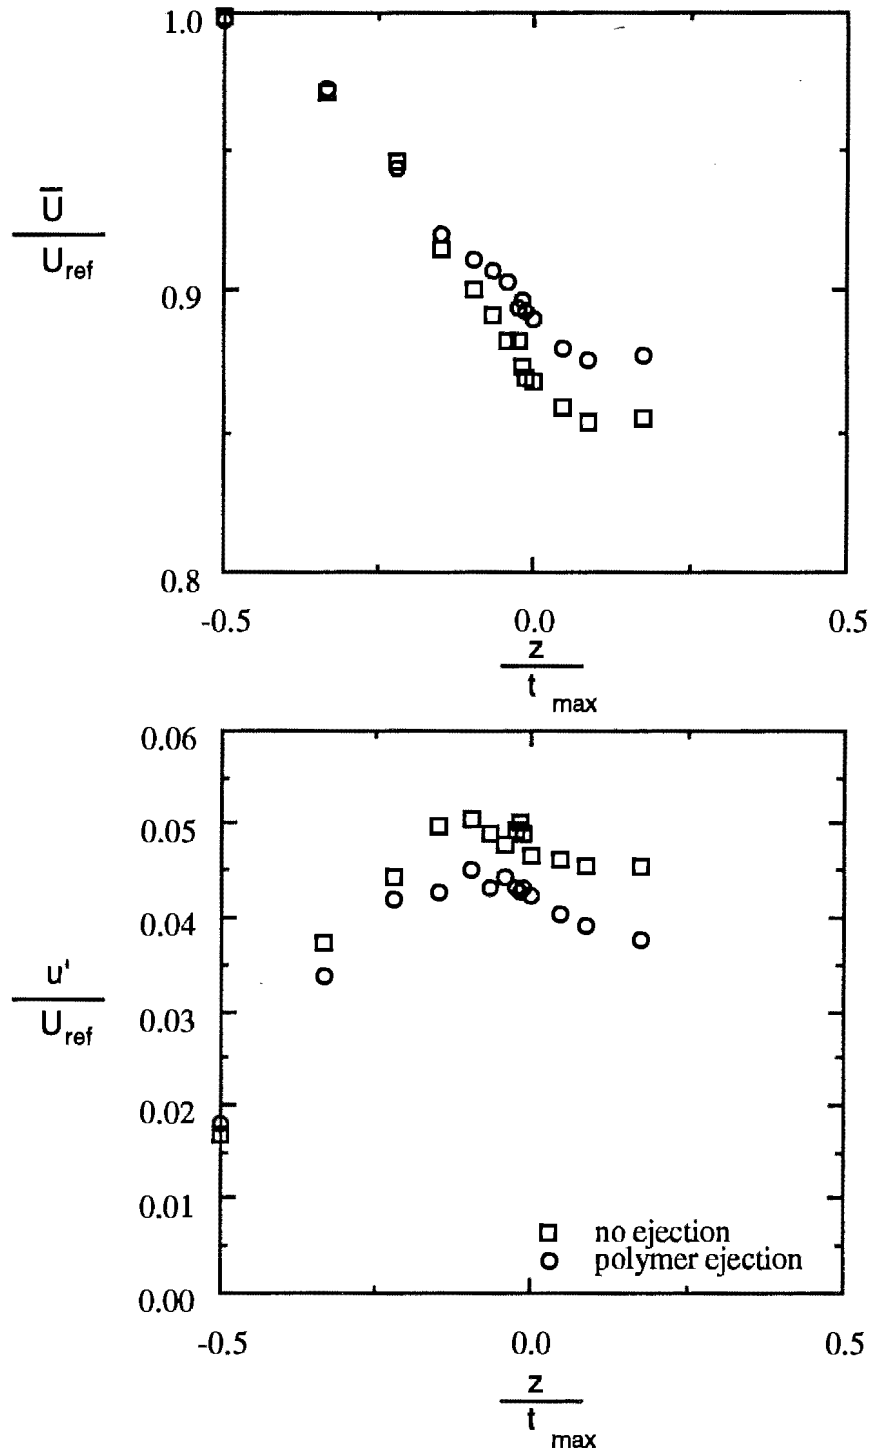 1.0
0.9
0.8
U̅
U_ref
-0.5 0.0 0.5
z
t_max
0.06
0.05
0.04
0.03
0.02
0.01
0.00
u'
U_ref
no ejection
polymer ejection
-0.5 0.0 0.5
z
t_max